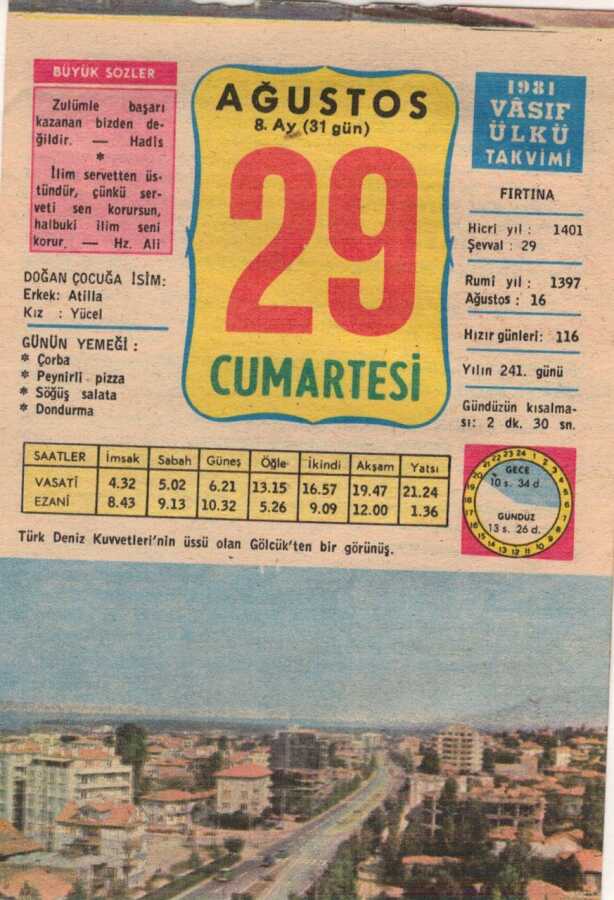 BÜYÜK SÖZLER
Zulümle başarı
kazanan bizden de-
ğildir. — Hadis
*
İlim servetten üs-
tündür, çünkü ser-
veti sen korursun,
halbuki ilim seni
korur. — Hz. Ali
DOĞAN ÇOCUĞA İSİM:
Erkek: Atilla
Kız : Yücel
GÜNÜN YEMEĞİ :
* Çorba
* Peynirli pizza
* Söğüş salata
* Dondurma
AĞUSTOS
8. Ay (31 gün)
29
CUMARTESİ
1981
VÂSIF
ÜLKÜ
TAKVİMİ
FIRTINA
Hicri yıl : 1401
Şevval : 29
Rumi yıl : 1397
Ağustos : 16
Hızır günleri: 116
Yılın 241. günü
Gündüzün kısalma-
sı: 2 dk. 30 sn.
SAATLER İmsak Sabah Güneş Öğle İkindi Akşam Yatsı
VASATİ 4.32 5.02 6.21 13.15 16.57 19.47 21.24
EZANİ 8.43 9.13 10.32 5.26 9.09 12.00 1.36
GECE
10 s. 34 d.
GÜNDÜZ
13 s. 26 d.
Türk Deniz Kuvvetleri'nin üssü olan Gölcük'ten bir görünüş.